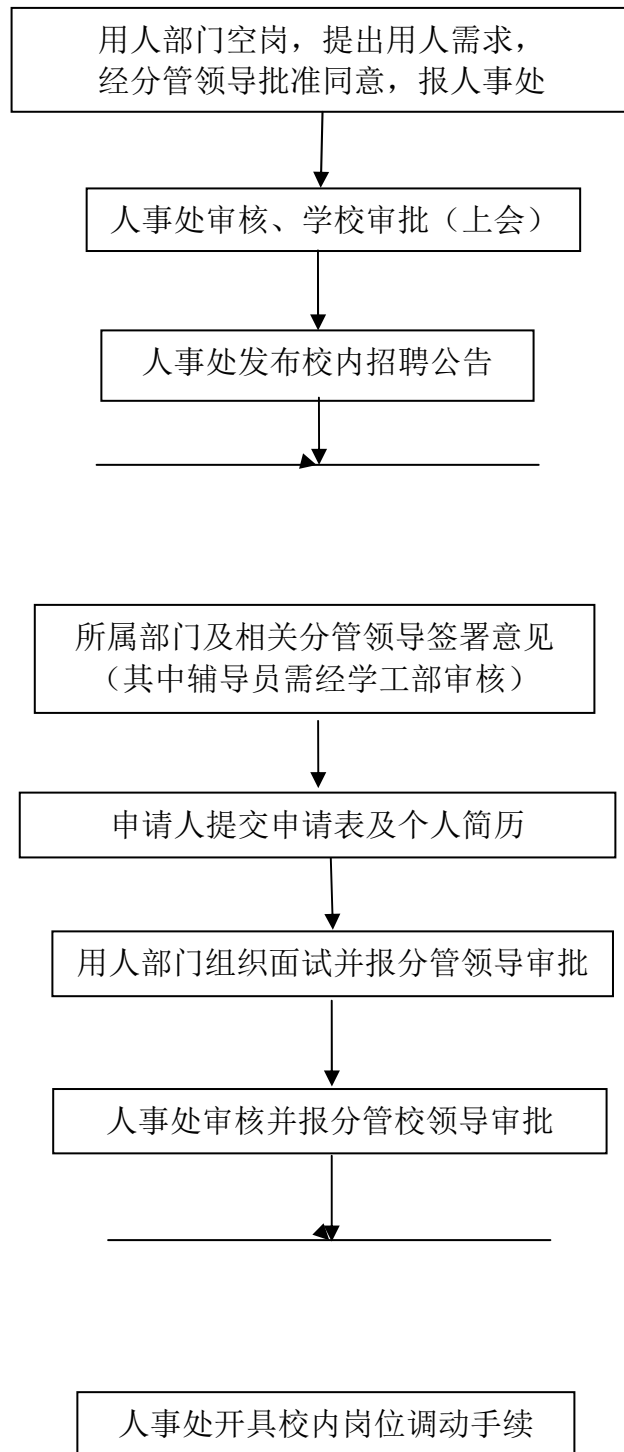 用人部门空岗，提出用人需求，
经分管领导批准同意，报人事处
人事处审核、学校审批（上会）
人事处发布校内招聘公告
所属部门及相关分管领导签署意见
（其中辅导员需经学工部审核）
申请人提交申请表及个人简历
用人部门组织面试并报分管领导审批
人事处审核并报分管校领导审批
人事处开具校内岗位调动手续